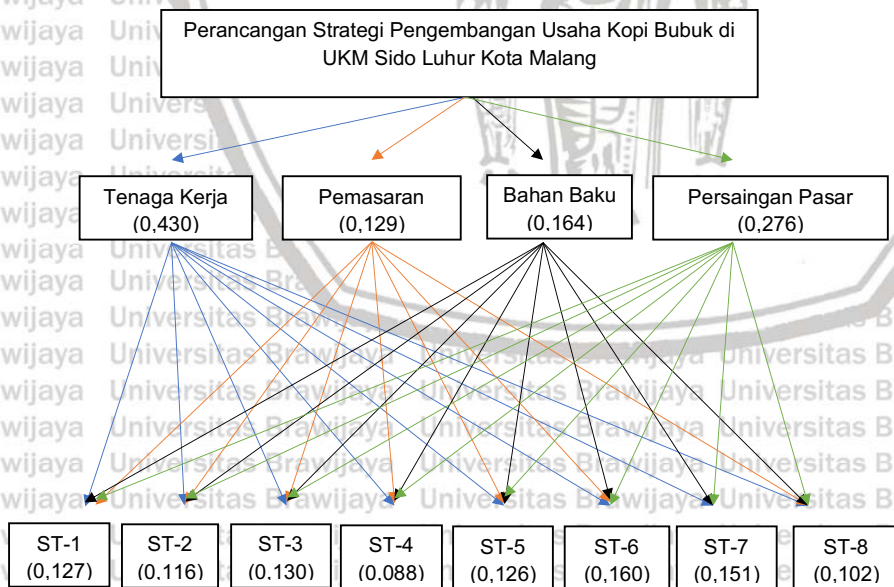 Perancangan Strategi Pengembangan Usaha Kopi Bubuk di
UKM Sido Luhur Kota Malang
Tenaga Kerja
(0,430)
Pemasaran
(0,129)
Bahan Baku
(0,164)
Persaingan Pasar
(0,276)
ST-1
(0,127)
ST-2
(0,116)
ST-3
(0,130)
ST-4
(0,088)
ST-5
(0,126)
ST-6
(0,160)
ST-7
(0,151)
ST-8
(0,102)